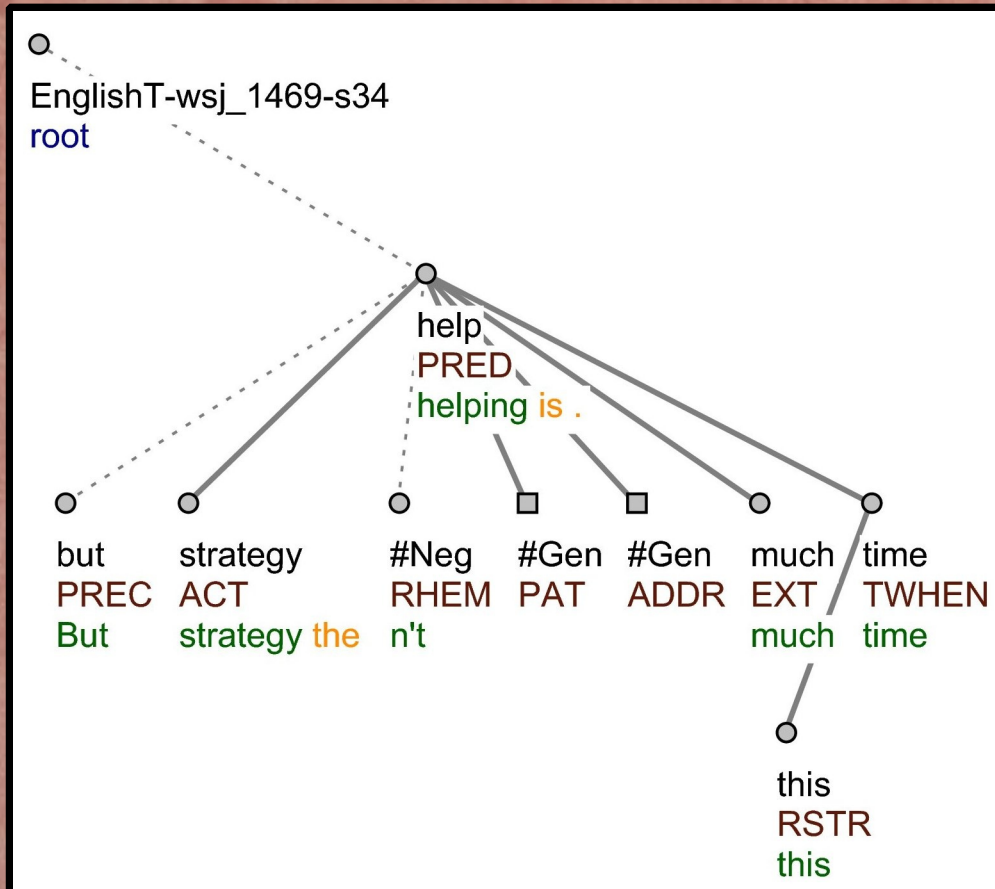 EnglishT-wsj_1469-s34
root
help
PRED
helping is .
but strategy #Neg #Gen #Gen much time
PREC ACT RHEM PAT ADDR EXT TWHEN
But strategy the n't much time
this
RSTR
this